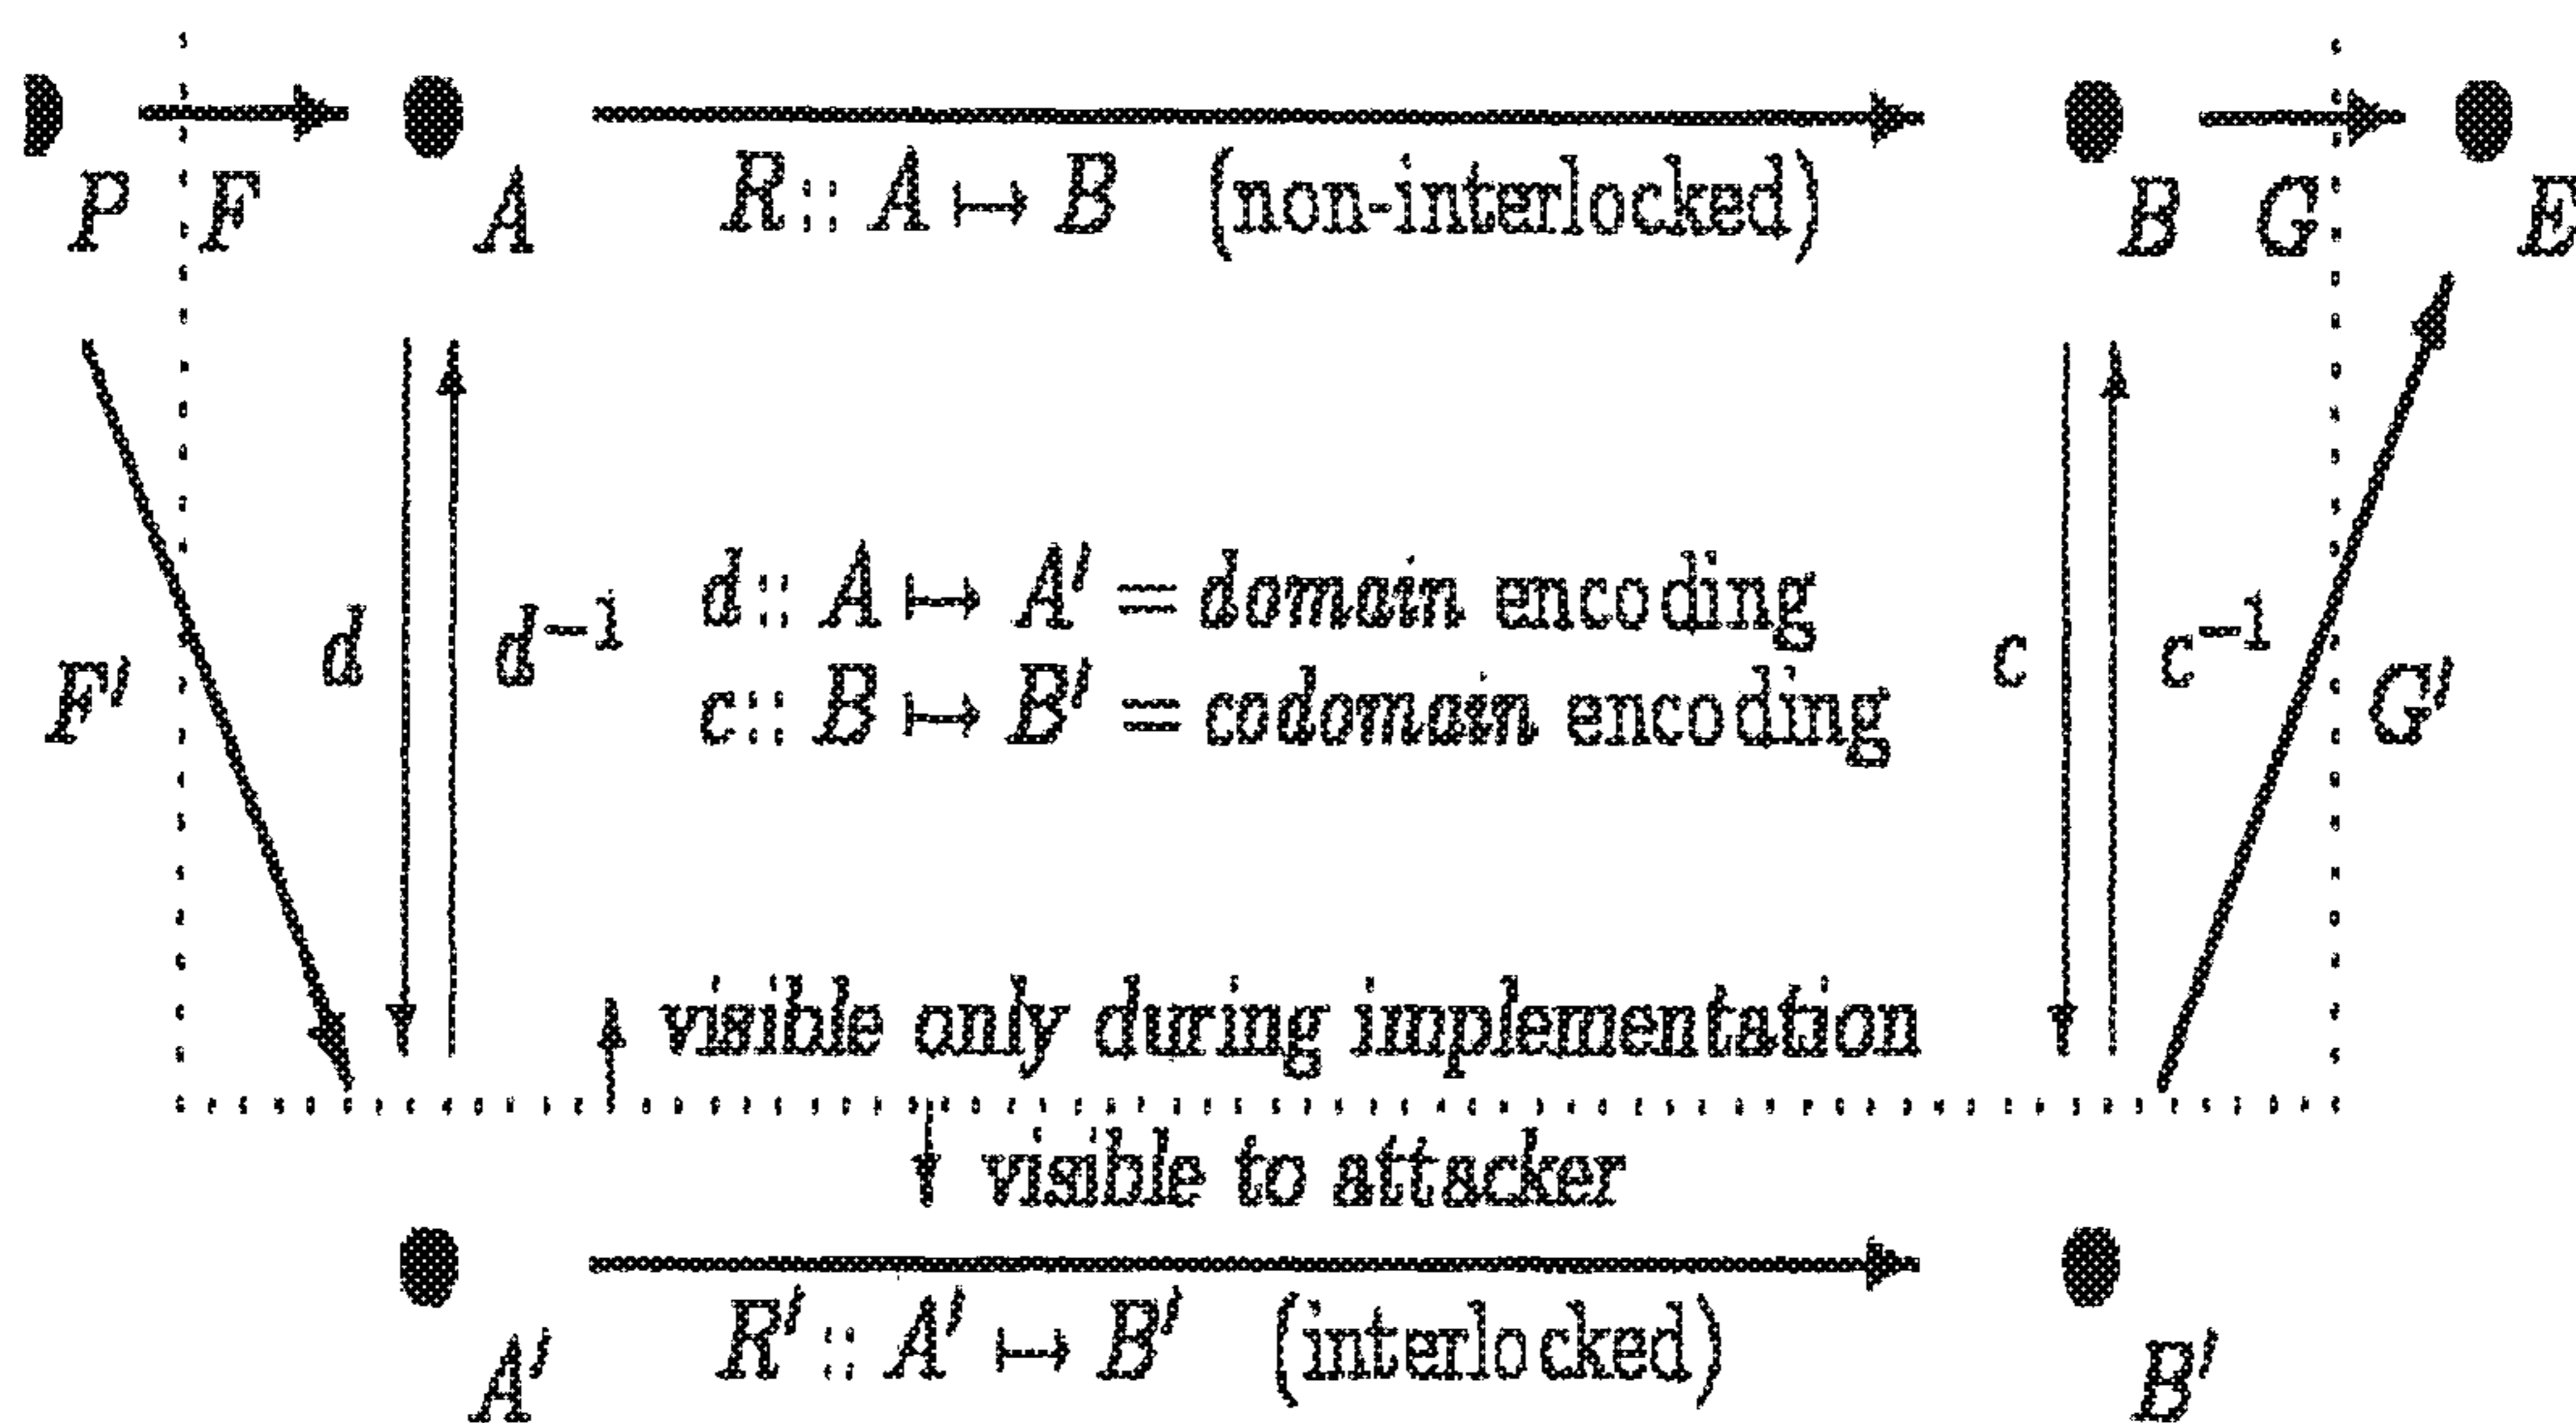 P F A R :: A ↦ B (non-interlocked) B G E
d :: A ↦ A′ = domain encoding
F′ d d⁻¹ c c⁻¹ G′
c :: B ↦ B′ = codomain encoding
visible only during implementation
visible to attacker
A′ R′ :: A′ ↦ B′ (interlocked) B′